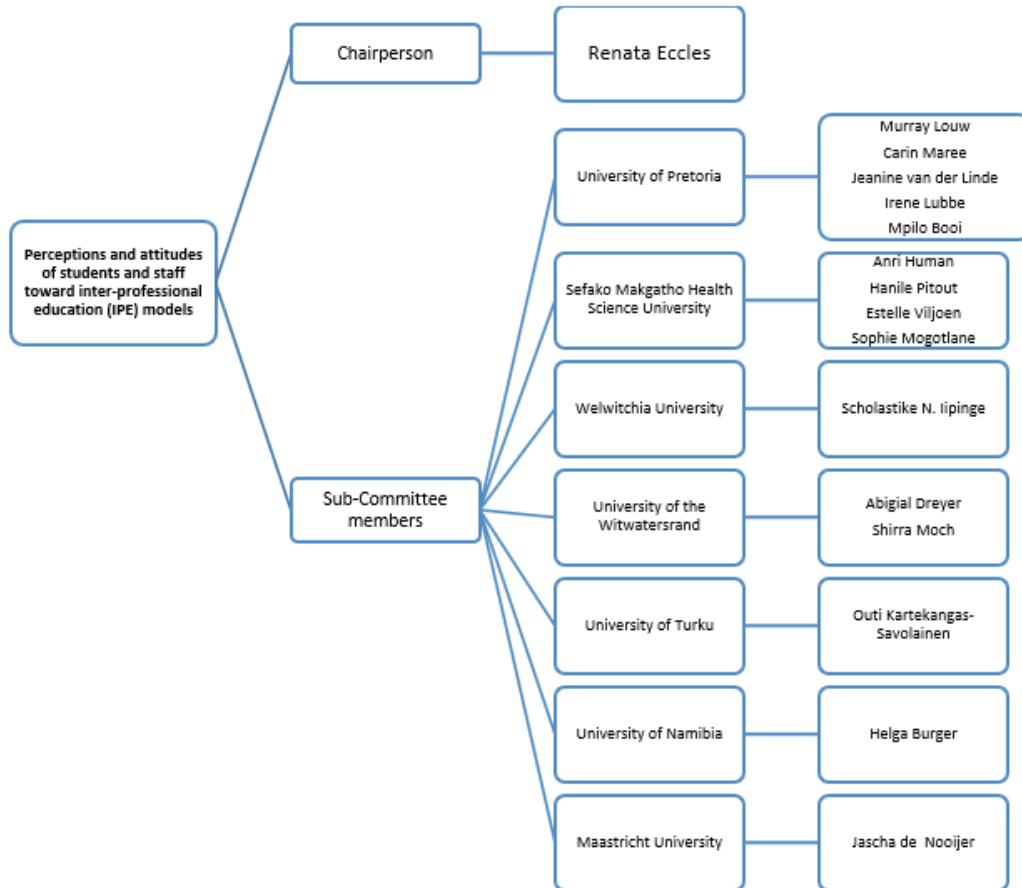 Chairperson
Renata Eccles
Perceptions and attitudes
of students and staff
toward inter-professional
education (IPE) models
Sub-Committee
members
University of Pretoria
Murray Louw
Carin Maree
Jeanine van der Linde
Irene Lubbe
Mpilo Booi
Sefako Makgatho Health
Science University
Anri Human
Hanile Pitout
Estelle Viljoen
Sophie Mogotlane
Welwitchia University
Scholastike N. Iipinge
University of the
Witwatersrand
Abigial Dreyer
Shirra Moch
University of Turku
Outi Kartekangas-
Savolainen
University of Namibia
Helga Burger
Maastricht University
Jascha de  Nooijer